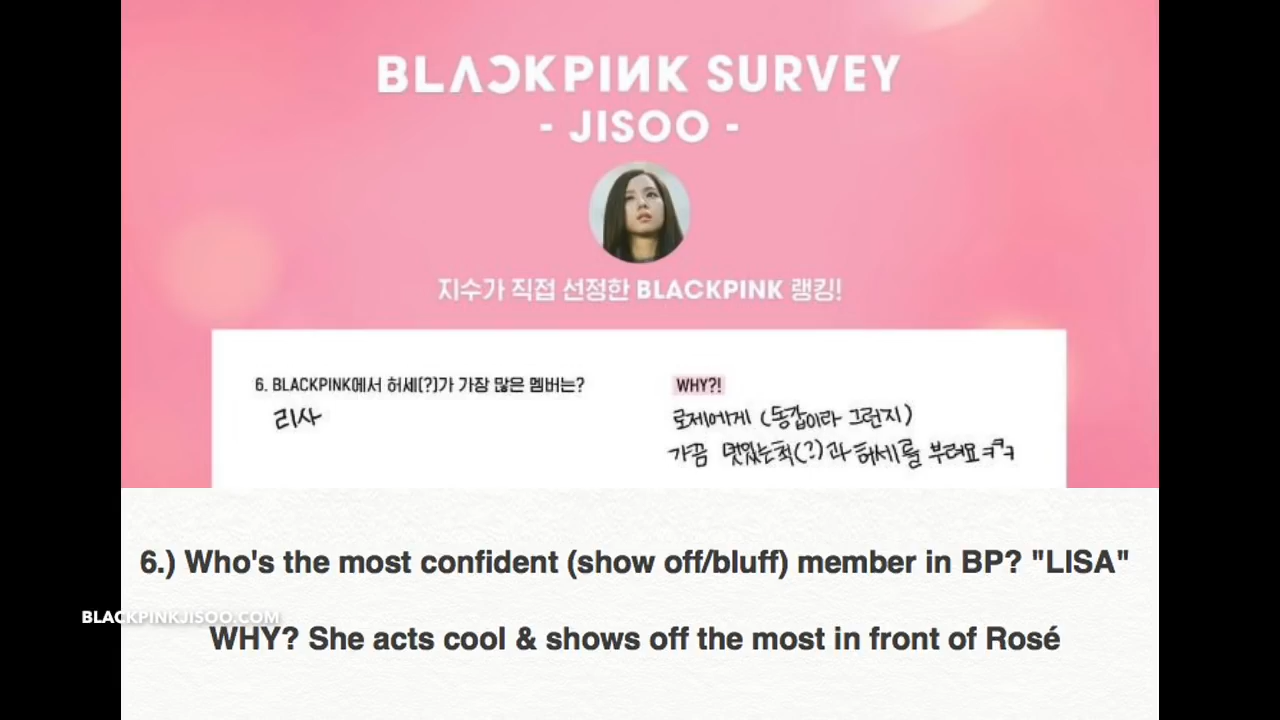 BLACKPINK SURVEY
- JISOO -
지수가 직접 선정한 BLACKPINK 랭킹!
6. BLACKPINK에서 허세(?)가 가장 많은 멤버는?
리사
WHY?!
로제에게 (동갑이라 그런지)
가끔 멋있는척(?)과 허세를 부려요ㅋㅋㅋ
6.) Who's the most confident (show off/bluff) member in BP? "LISA"
BLACKPINKJISOO.COM
WHY? She acts cool & shows off the most in front of Rosé